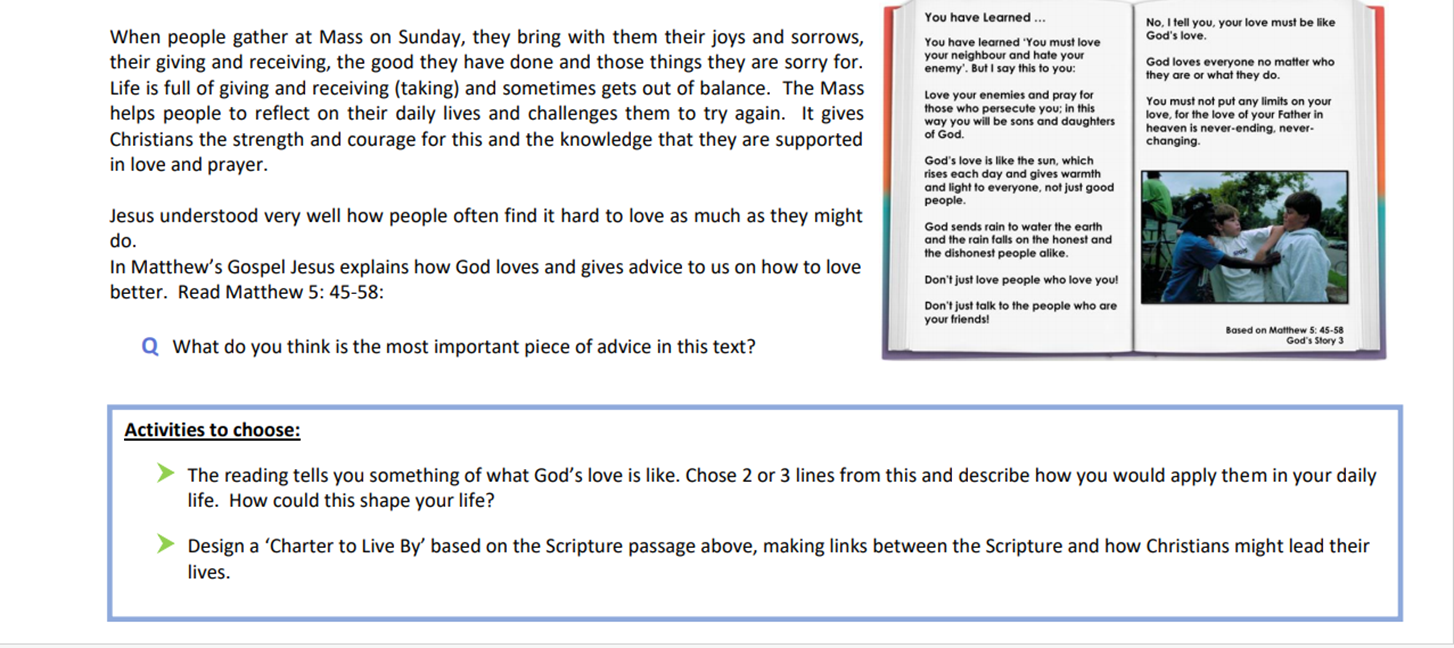 When people gather at Mass on Sunday, they bring with them their joys and sorrows,
their giving and receiving, the good they have done and those things they are sorry for.
Life is full of giving and receiving (taking) and sometimes gets out of balance.  The Mass
helps people to reflect on their daily lives and challenges them to try again.  It gives
Christians the strength and courage for this and the knowledge that they are supported
in love and prayer.
Jesus understood very well how people often find it hard to love as much as they might
do.
In Matthew's Gospel Jesus explains how God loves and gives advice to us on how to love
better.  Read Matthew 5: 45-58:
Q What do you think is the most important piece of advice in this text?
You have Learned ...
You have learned 'You must love
your neighbour and hate your
enemy'. But I say this to you:
Love your enemies and pray for
those who persecute you; in this
way you will be sons and daughters
of God.
God's love is like the sun, which
rises each day and gives warmth
and light to everyone, not just good
people.
God sends rain to water the earth
and the rain falls on the honest and
the dishonest people alike.
Don't just love people who love you!
Don't just talk to the people who are
your friends!
No, I tell you, your love must be like
God's love.
God loves everyone no matter who
they are or what they do.
You must not put any limits on your
love, for the love of your Father in
heaven is never-ending, never-
changing.
Based on Matthew 5: 45-58
God's Story 3
Activities to choose:
The reading tells you something of what God's love is like. Chose 2 or 3 lines from this and describe how you would apply them in your daily
life.  How could this shape your life?
Design a 'Charter to Live By' based on the Scripture passage above, making links between the Scripture and how Christians might lead their
lives.